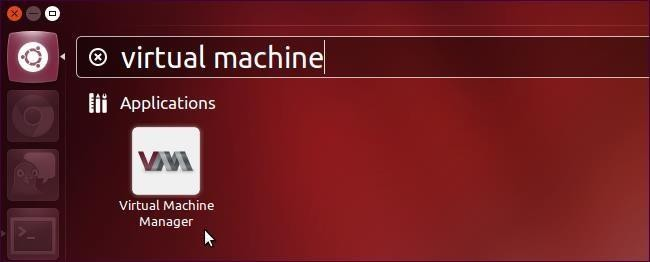 virtual machine
Applications
VM
Virtual Machine
Manager
>_